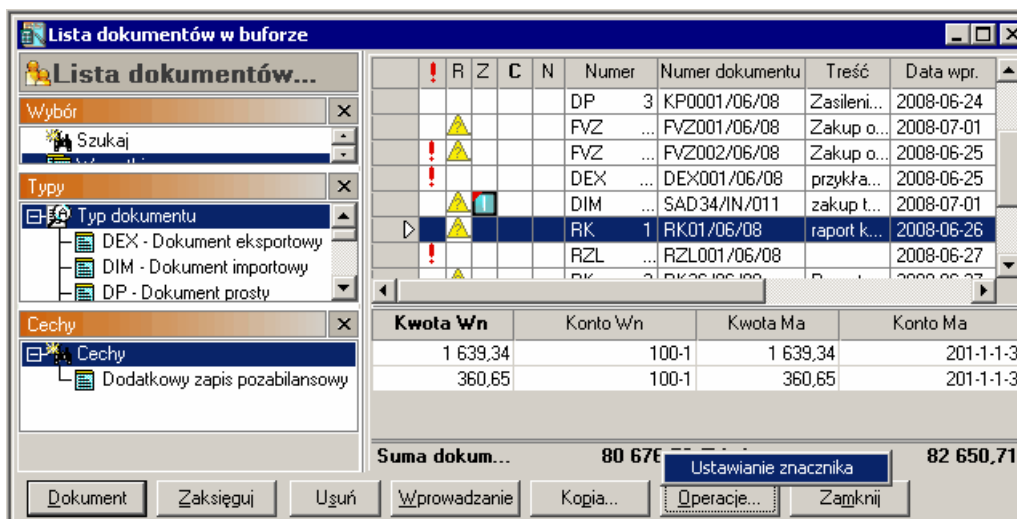 Lista dokumentów w buforze
Lista dokumentów...
Wybór
Szukaj
Typy
Typ dokumentu
DEX - Dokument eksportowy
DIM - Dokument importowy
DP - Dokument prosty
Cechy
Cechy
Dodatkowy zapis pozabilansowy
! R Z C N Numer Numer dokumentu Treść Data wpr.
DP 3 KP0001/06/08 Zasileni... 2008-06-24
FVZ ... FVZ001/06/08 Zakup o... 2008-07-01
! FVZ ... FVZ002/06/08 Zakup o... 2008-06-25
! DEX ... DEX001/06/08 przykła... 2008-06-25
DIM ... SAD34/IN/011 zakup t... 2008-07-01
RK 1 RK01/06/08 raport k... 2008-06-26
! RZL ... RZL001/06/08 2008-06-27
Kwota Wn Konto Wn Kwota Ma Konto Ma
1 639,34 100-1 1 639,34 201-1-1-3
360,65 100-1 360,65 201-1-1-3
Suma dokum... 80 676 82 650,71
Ustawianie znacznika
Dokument Zaksięguj Usuń Wprowadzanie Kopia... Operacje... Zamknij